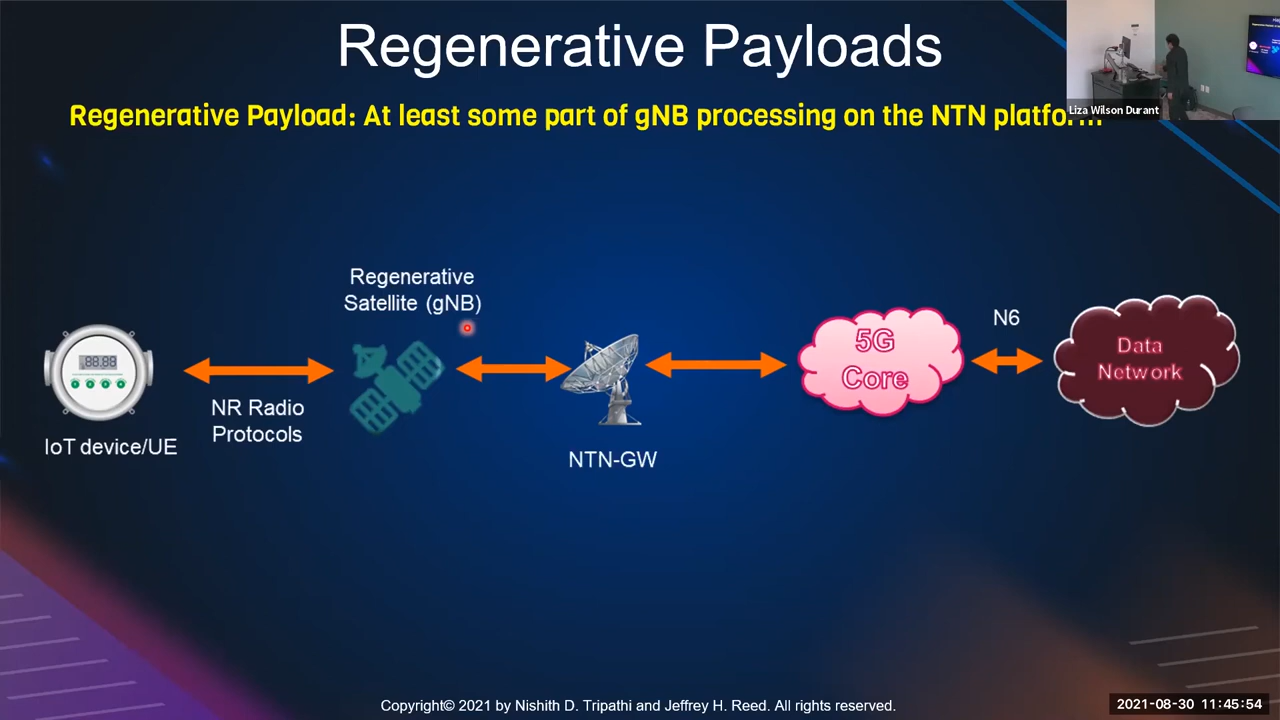 Regenerative Payloads
Liza Wilson Durant
Regenerative Payload: At least some part of gNB processing on the NTN
Regenerative
Satellite (gNB)
N6
5G
Core
Data
Network
88.88
NR Radio
Protocols
IoT device/UE
NTN-GW
Copyright© 2021 by Nishith D. Tripathi and Jeffrey H. Reed. All rights reserved.
2021-08-30 11:45:54